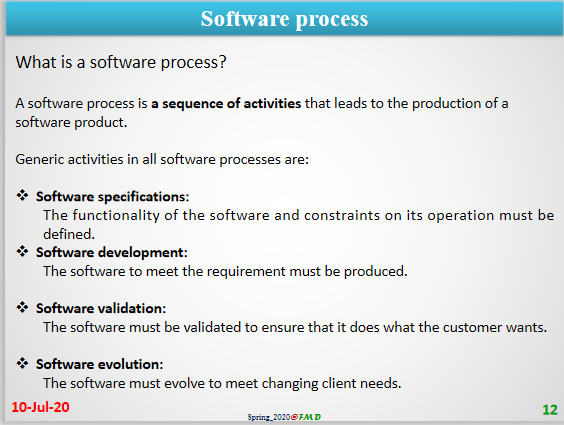 Software process
What is a software process?
A software process is a sequence of activities that leads to the production of a
software product.
Generic activities in all software processes are:
❖ Software specifications:
The functionality of the software and constraints on its operation must be
defined.
❖ Software development:
The software to meet the requirement must be produced.
❖ Software validation:
The software must be validated to ensure that it does what the customer wants.
❖ Software evolution:
The software must evolve to meet changing client needs.
10-Jul-20
Spring_2020@FMD
12